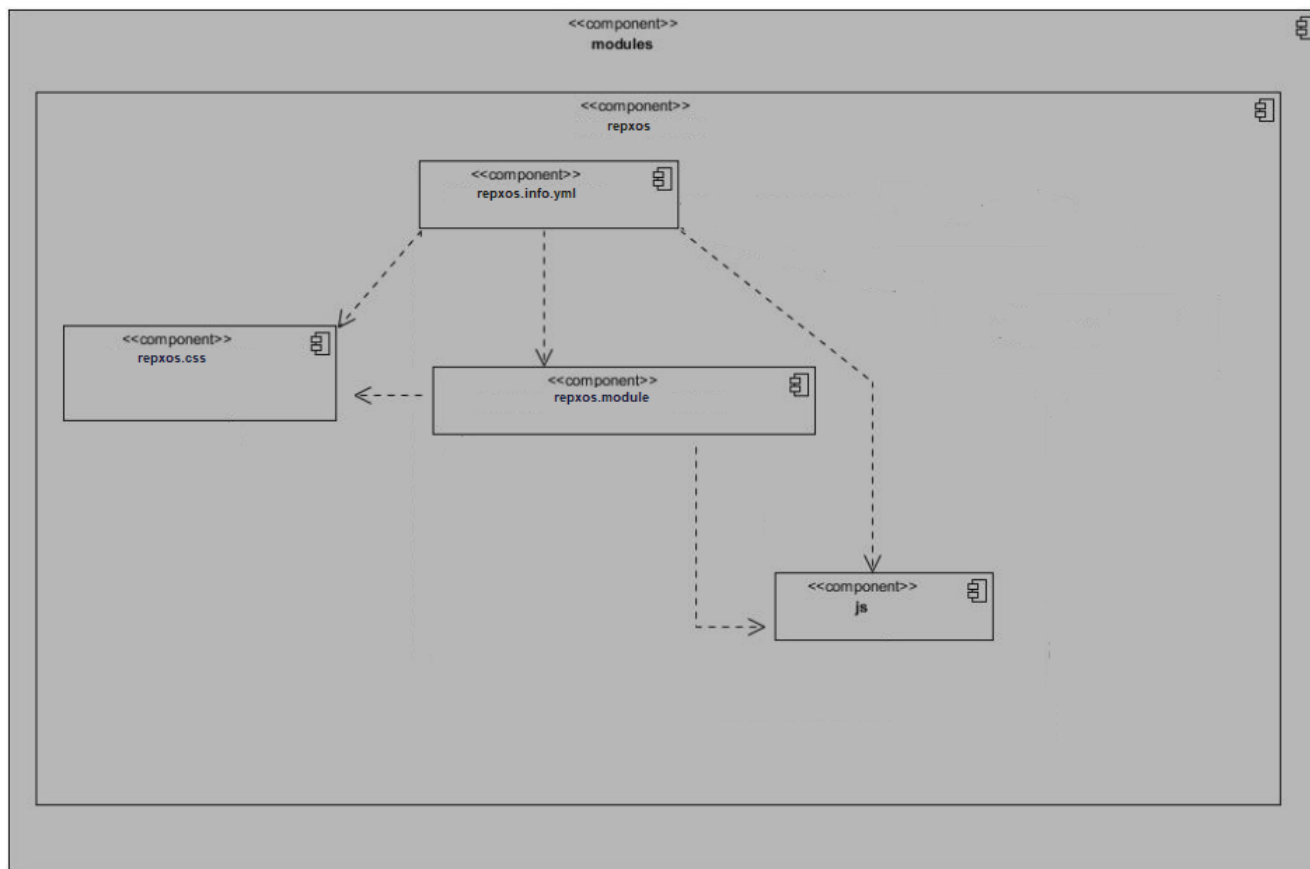 <<component>>
modules
<<component>>
repxos
<<component>>
repxos.info.yml
<<component>>
repxos.css
<<component>>
repxos.module
<<component>>
js